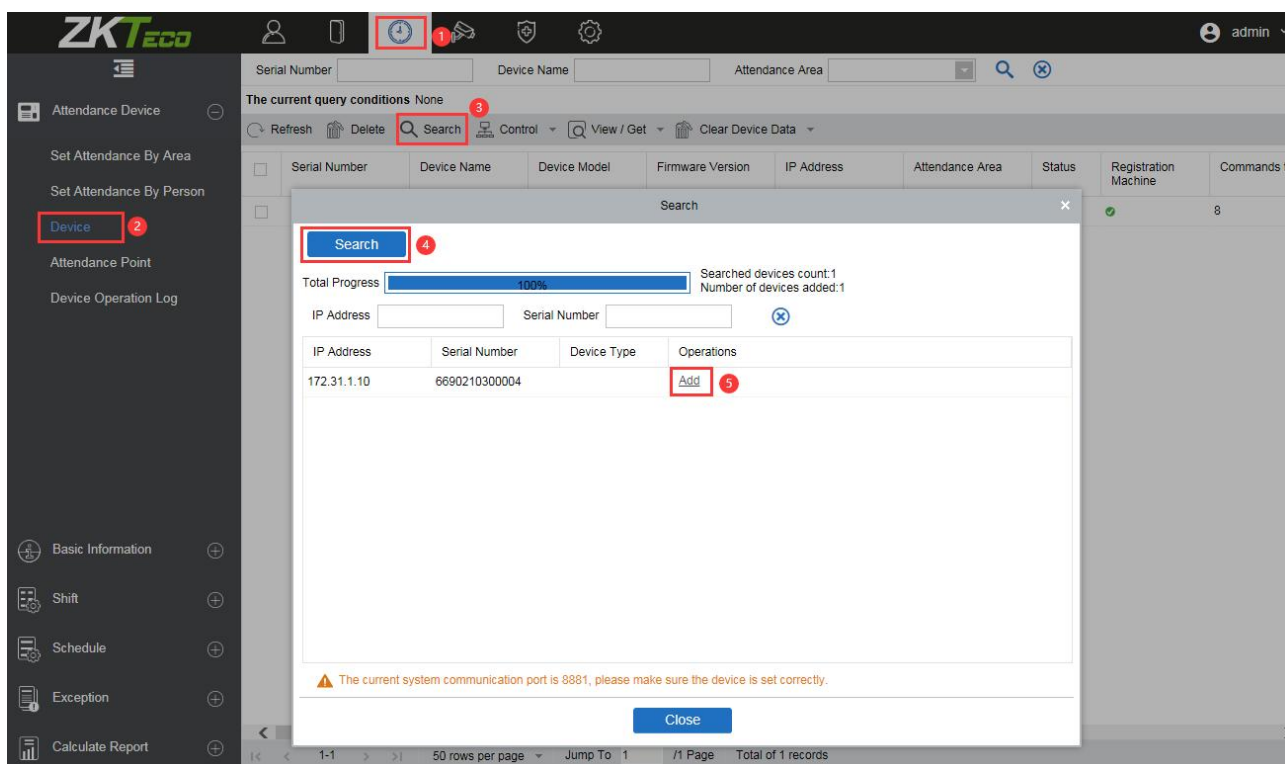 ZKTeco
1
admin
Serial Number
Device Name
Attendance Area
The current query conditions None
3
Refresh
Delete
Search
Control
View / Get
Clear Device Data
Serial Number
Device Name
Device Model
Firmware Version
IP Address
Attendance Area
Status
Registration
Machine
Commands
8
Attendance Device
Set Attendance By Area
Set Attendance By Person
Device
2
Attendance Point
Device Operation Log
Basic Information
Shift
Schedule
Exception
Calculate Report
Search
Search
4
Total Progress
100%
Searched devices count:1
Number of devices added:1
IP Address
Serial Number
IP Address
Serial Number
Device Type
Operations
172.31.1.10
6690210300004
Add
5
The current system communication port is 8881, please make sure the device is set correctly.
Close
1-1
50 rows per page
Jump To 1
/1 Page
Total of 1 records